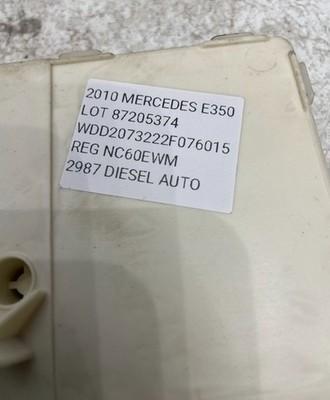 2010 MERCEDES E350
LOT 87205374
WDD2073222F076015
REG NC60EWM
2987 DIESEL AUTO